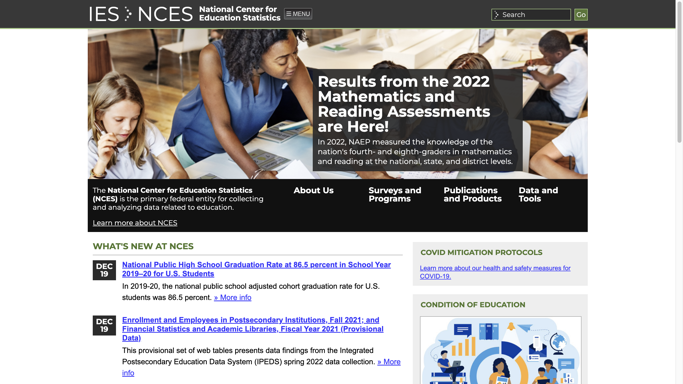 IES NCES National Center for
Education Statistics
MENU
Search
Go
Results from the 2022
Mathematics and
Reading Assessments
are Here!
In 2022, NAEP measured the knowledge of the
nation's fourth- and eighth-graders in mathematics
and reading at the national, state, and district levels.
The National Center for Education Statistics
(NCES) is the primary federal entity for collecting
and analyzing data related to education.
Learn more about NCES
About Us
Surveys and
Programs
Publications
and Products
Data and
Tools
WHAT'S NEW AT NCES
DEC
19
National Public High School Graduation Rate at 86.5 percent in School Year
2019–20 for U.S. Students
In 2019-20, the national public school adjusted cohort graduation rate for U.S.
students was 86.5 percent. » More info
DEC
19
Enrollment and Employees in Postsecondary Institutions, Fall 2021; and
Financial Statistics and Academic Libraries, Fiscal Year 2021 (Provisional
Data)
This provisional set of web tables presents data findings from the Integrated
Postsecondary Education Data System (IPEDS) spring 2022 data collection. » More
info
COVID MITIGATION PROTOCOLS
Learn more about our health and safety measures for
COVID-19.
CONDITION OF EDUCATION